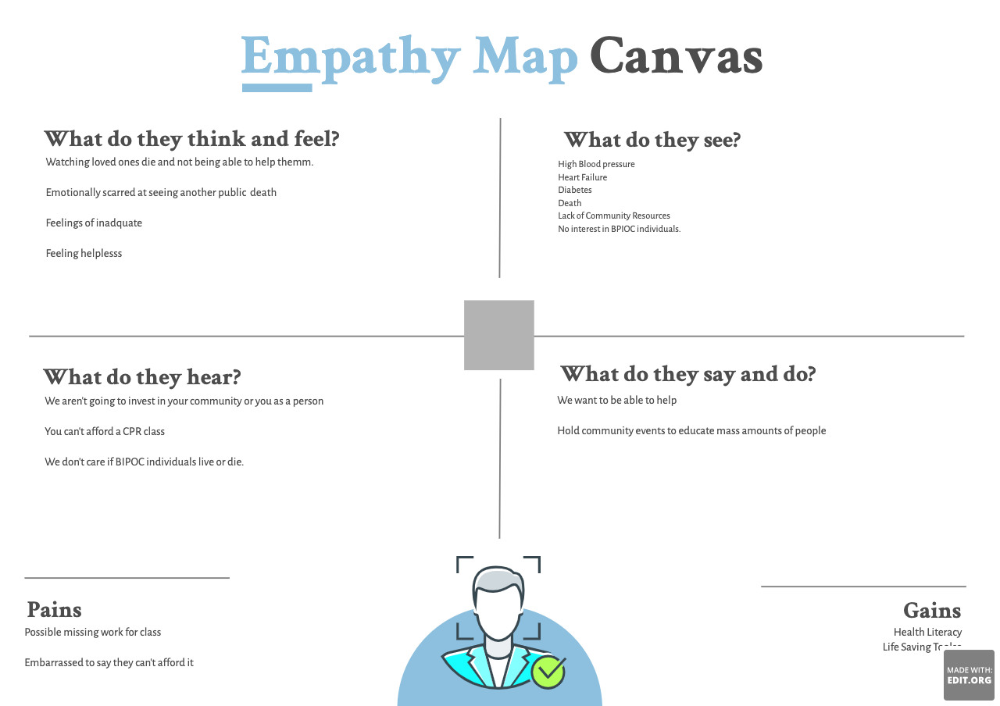 Empathy Map Canvas
What do they think and feel?
Watching loved ones die and not being able to help themm.
Emotionally scarred at seeing another public death
Feelings of inadquate
Feeling helplesss
What do they see?
High Blood pressure
Heart Failure
Diabetes
Death
Lack of Community Resources
No interest in BPIOC individuals.
What do they hear?
We aren't going to invest in your community or you as a person
You can't afford a CPR class
We don't care if BIPOC individuals live or die.
What do they say and do?
We want to be able to help
Hold community events to educate mass amounts of people
Pains
Possible missing work for class
Embarrassed to say they can't afford it
Gains
Health Literacy
Life Saving
MADE WITH:
EDIT.ORG